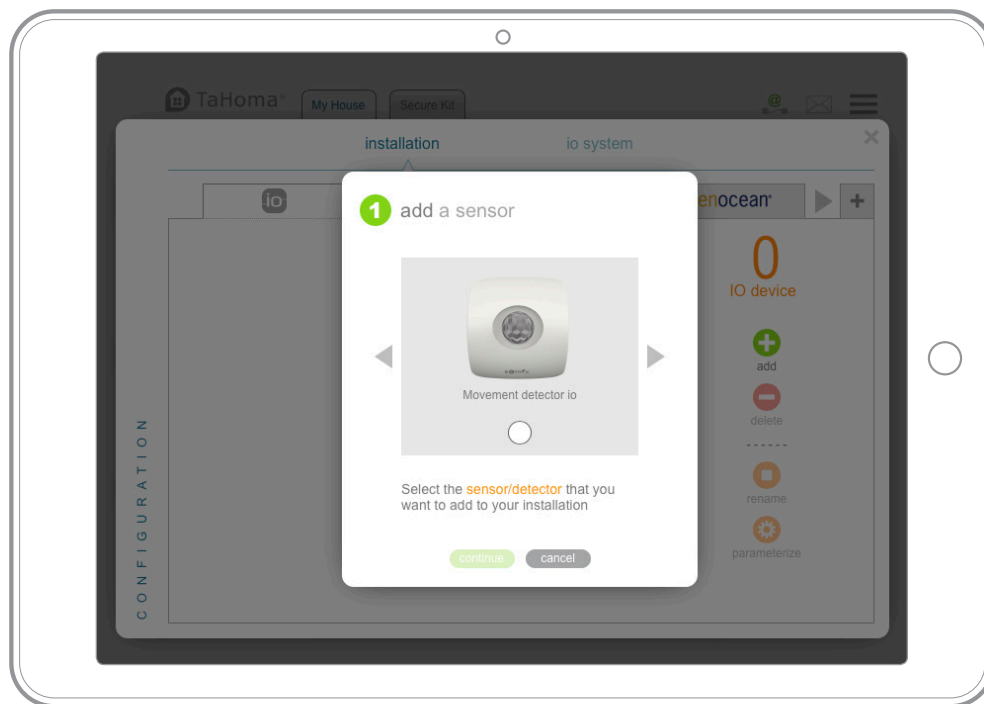 TaHoma®
My House
Secure Kit
@
installation
io system
io
enocean®
+
1 add a sensor
0
IO device
somfy
Movement detector io
add
delete
rename
parameterize
Select the sensor/detector that you
want to add to your installation
continue
cancel
CONFIGURATION